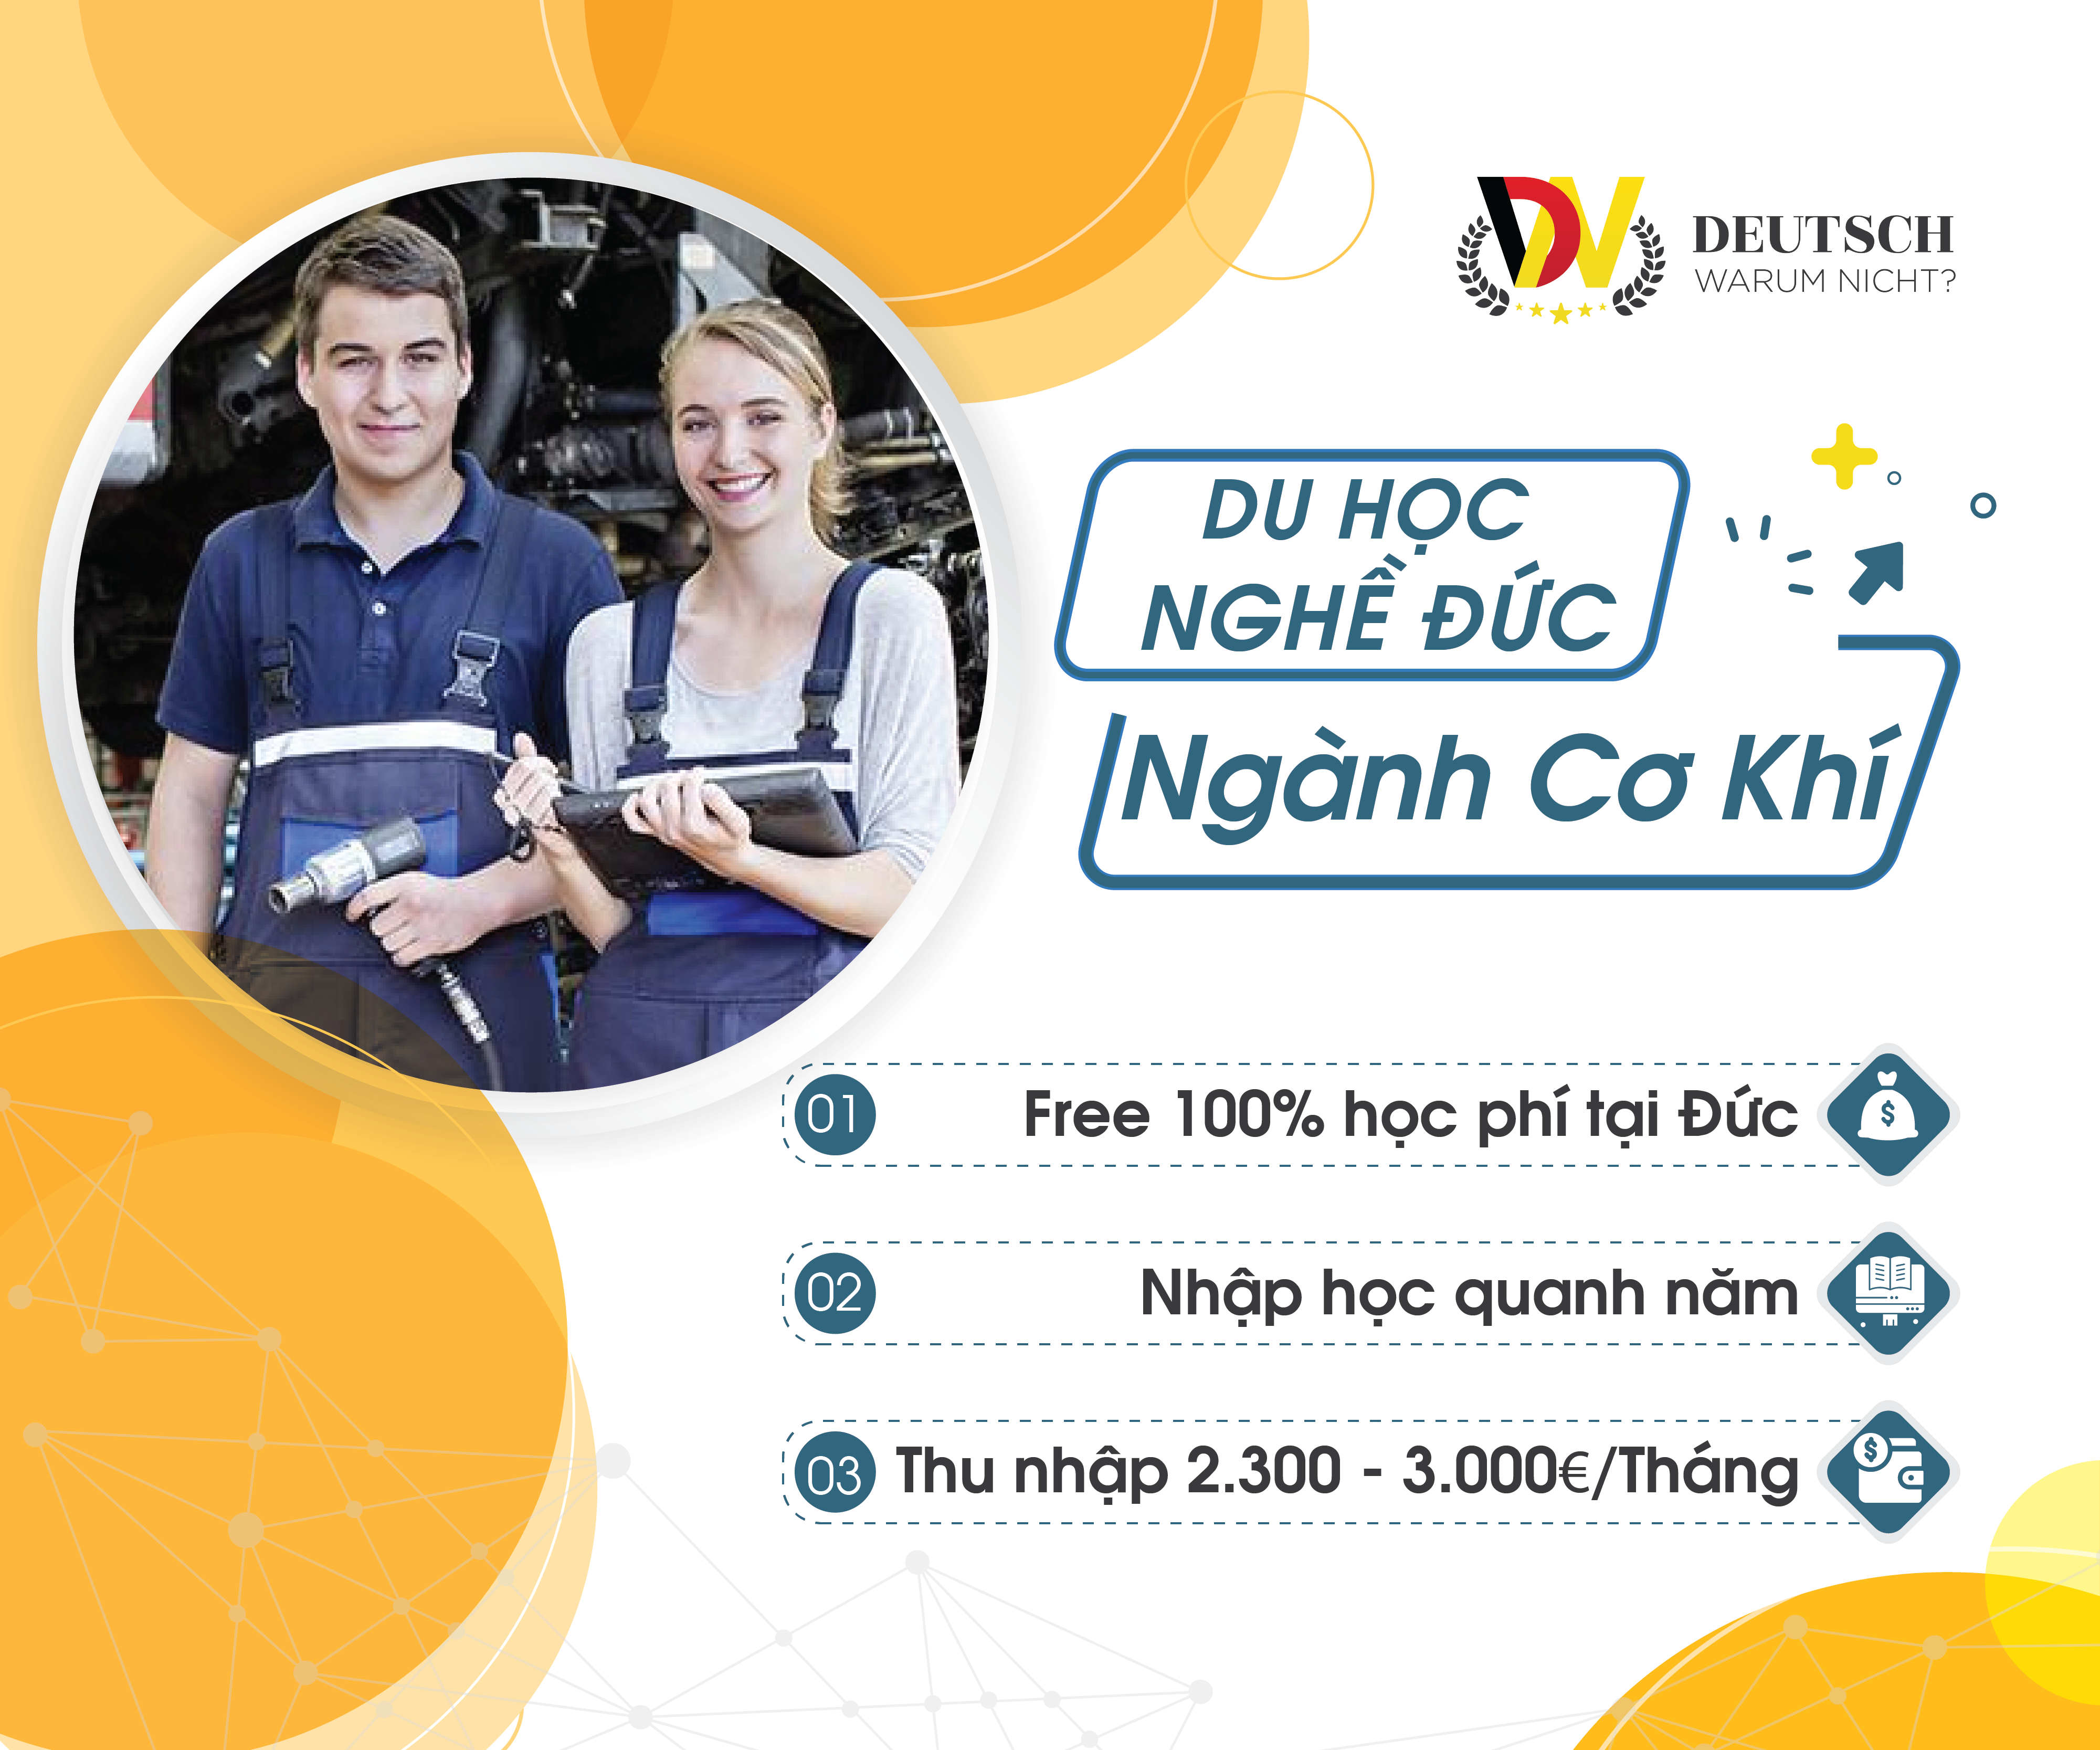 DEUTSCH
WARUM NICHT?
DU HỌC
NGHỀ ĐỨC
Ngành Cơ Khí
01 Free 100% học phí tại Đức
02 Nhập học quanh năm
03 Thu nhập 2.300 - 3.000€/Tháng